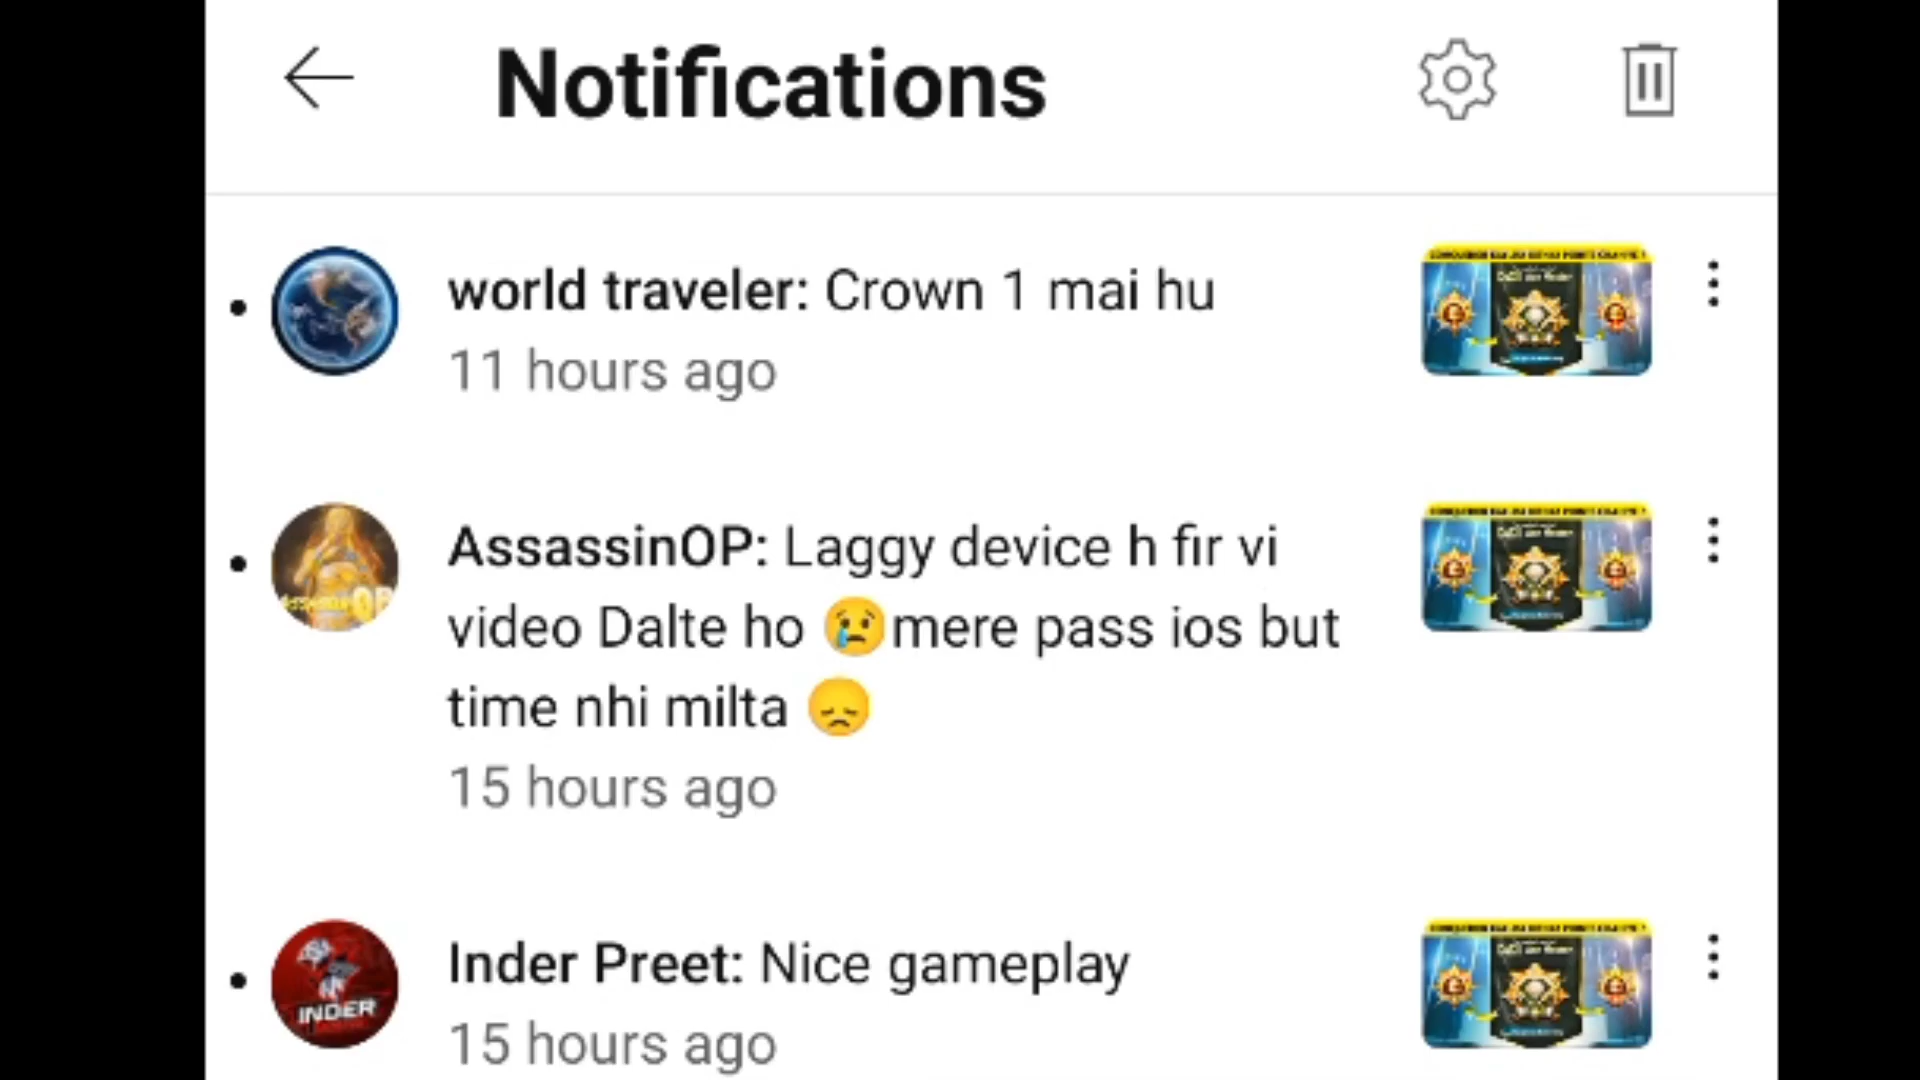 Notifications
world traveler: Crown 1 mai hu
11 hours ago
AssassinOP: Laggy device h fir vi
video Dalte ho 😢mere pass ios but
time nhi milta 😞
15 hours ago
INDER
Inder Preet: Nice gameplay
15 hours ago